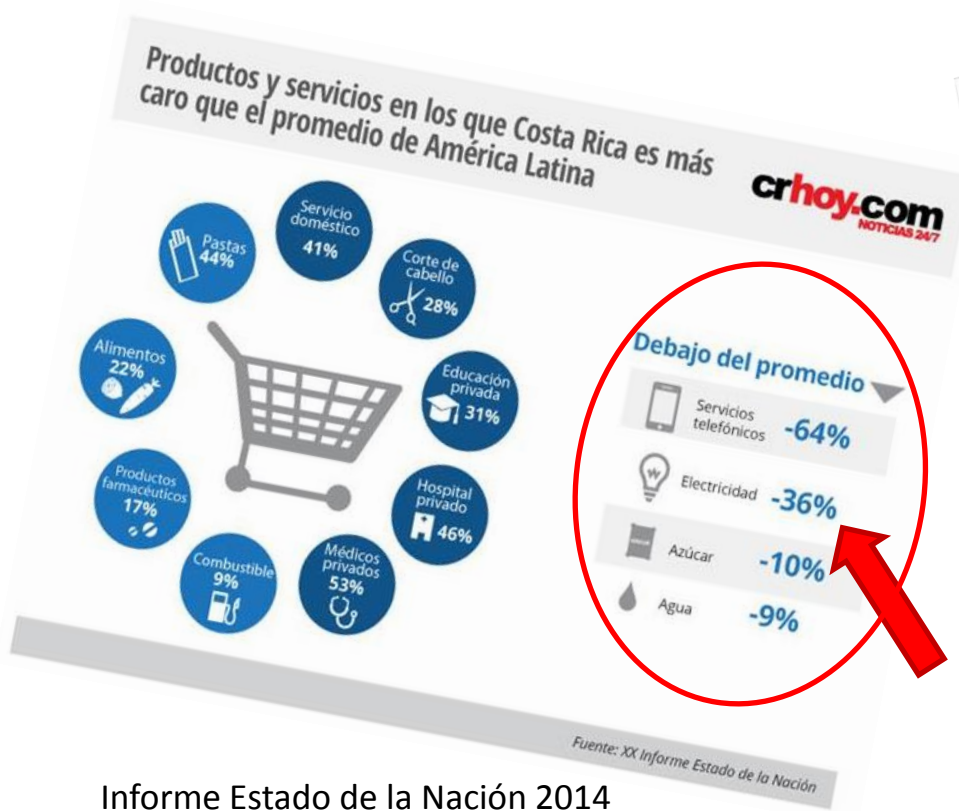 Productos y servicios en los que Costa Rica es más
caro que el promedio de América Latina
crhoy.com
NOTICIAS 24/7
Servicio
doméstico
41%
Pastas
44%
Corte de
cabello
28%
Alimentos
22%
Educación
privada
31%
Productos
farmacéuticos
17%
Hospital
privado
46%
Combustible
9%
Médicos
privados
53%
Debajo del promedio
Servicios
telefónicos -64%
Electricidad -36%
Azúcar -10%
Agua -9%
Fuente: XX Informe Estado de la Nación
Informe Estado de la Nación 2014